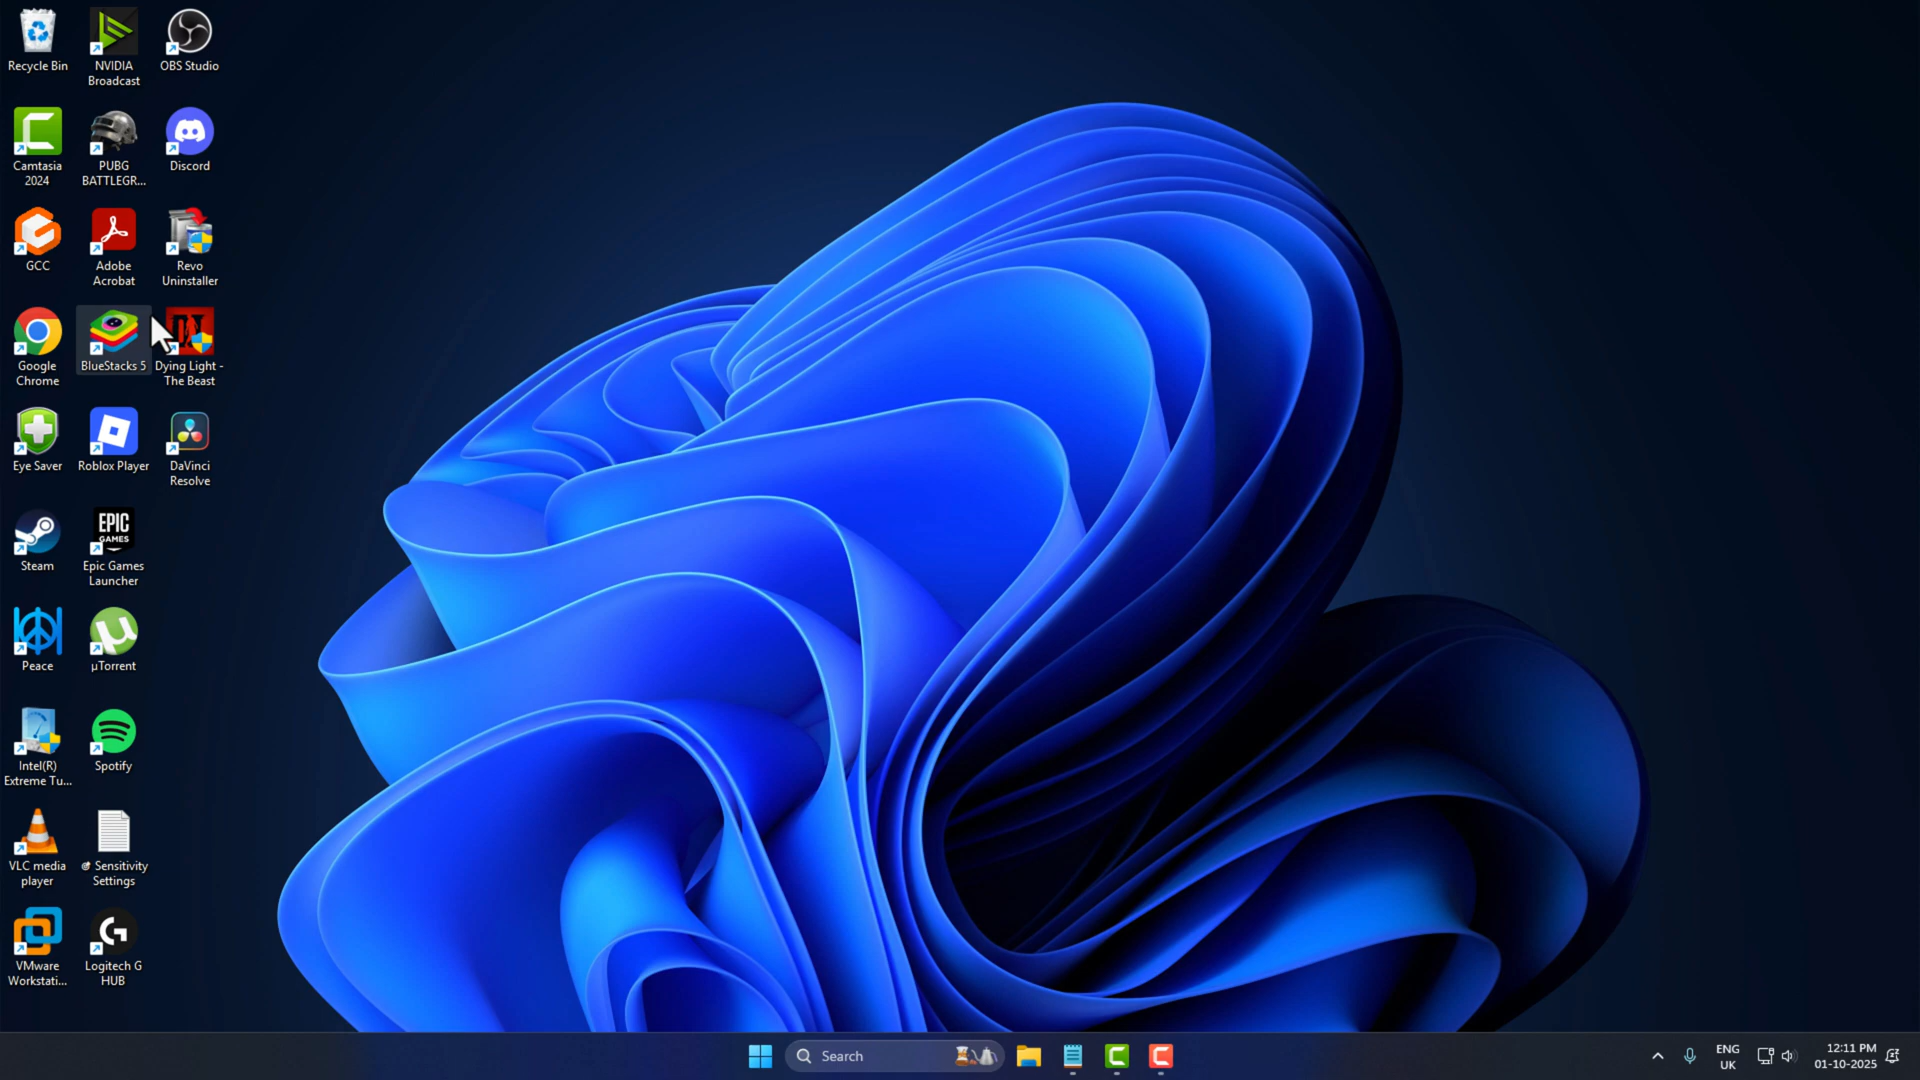 Recycle Bin
NVIDIA
Broadcast
OBS Studio
Camtasia
2024
PUBG
BATTLEGR...
Discord
GCC
Adobe
Acrobat
Revo
Uninstaller
Google
Chrome
BlueStacks 5
Dying Light -
The Beast
Eye Saver
Roblox Player
DaVinci
Resolve
Steam
EPIC
GAMES
Epic Games
Launcher
Peace
µTorrent
Intel(R)
Extreme Tu...
Spotify
VLC media
player
Sensitivity
Settings
VMware
Workstati...
Logitech G
HUB
Search
ENG
UK
12:11 PM
01-10-2025